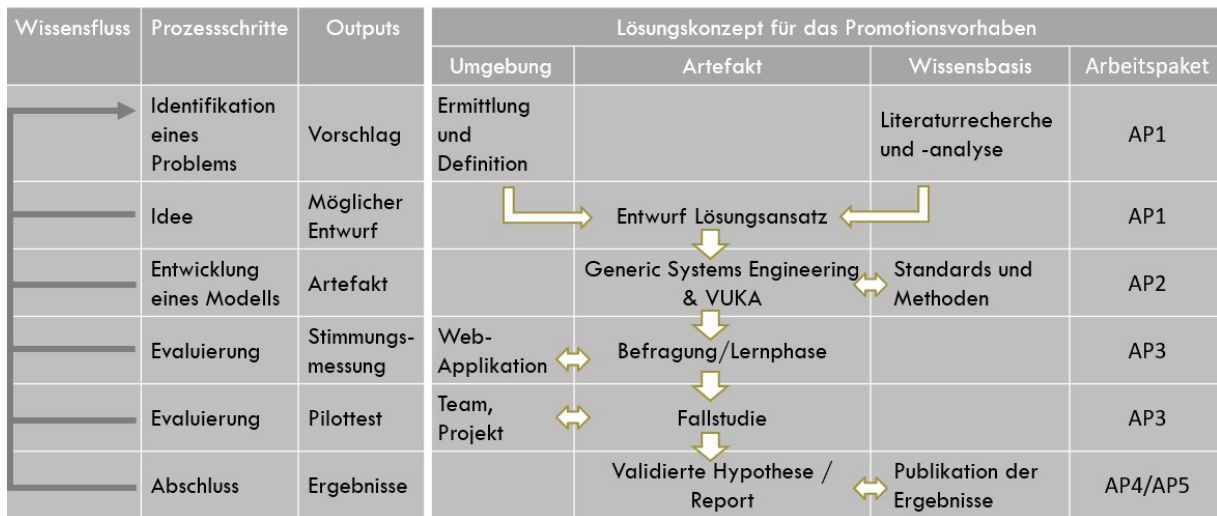 Wissensfluss Prozessschritte Outputs Lösungskonzept für das Promotionsvorhaben
Umgebung Artefakt Wissensbasis Arbeitspaket
Identifikation
eines
Problems
Vorschlag
Ermittlung
und
Definition
Literaturrecherche
und -analyse
AP1
Idee
Möglicher
Entwurf
Entwurf Lösungsansatz
AP1
Entwicklung
eines Modells
Artefakt
Generic Systems Engineering
& VUKA
Standards und
Methoden
AP2
Evaluierung
Stimmungs-
messung
Web-
Applikation
Befragung/Lernphase
AP3
Evaluierung
Pilottest
Team,
Projekt
Fallstudie
AP3
Abschluss
Ergebnisse
Validierte Hypothese /
Report
Publikation der
Ergebnisse
AP4/AP5